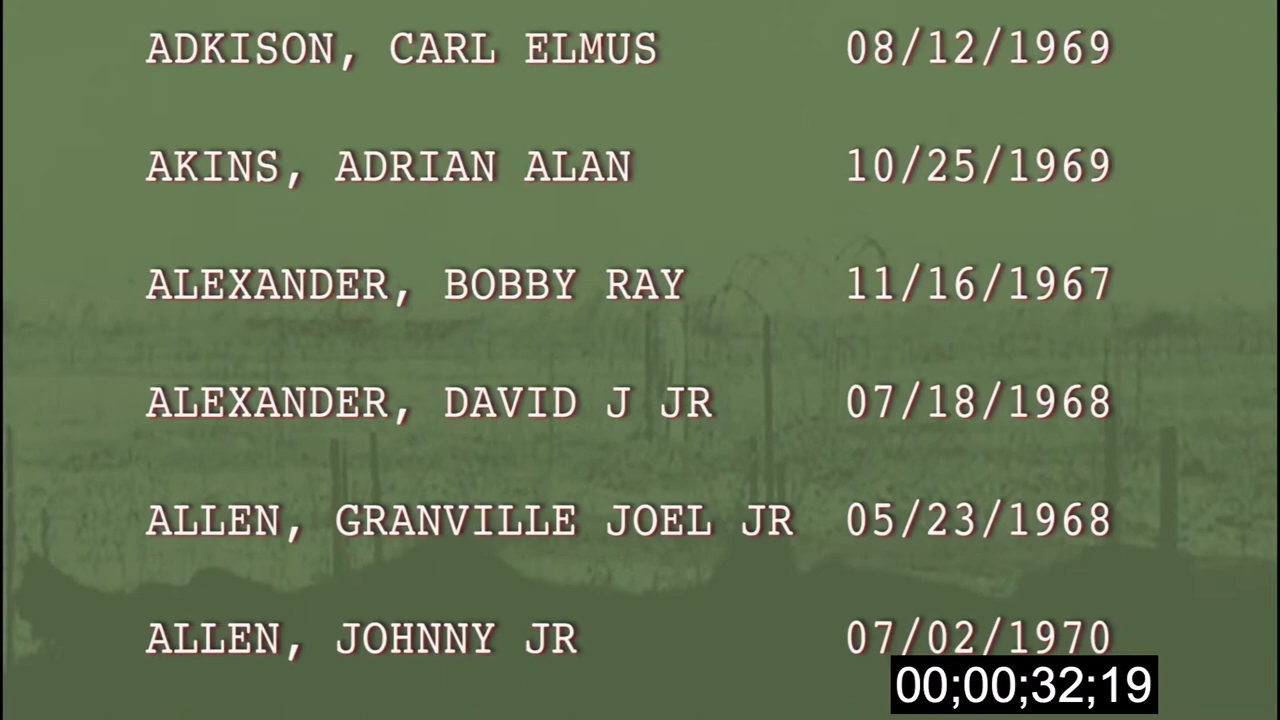 ADKISON, CARL ELMUS 08/12/1969
AKINS, ADRIAN ALAN 10/25/1969
ALEXANDER, BOBBY RAY 11/16/1967
ALEXANDER, DAVID J JR 07/18/1968
ALLEN, GRANVILLE JOEL JR 05/23/1968
ALLEN, JOHNNY JR 07/02/1970
00;00;32;19